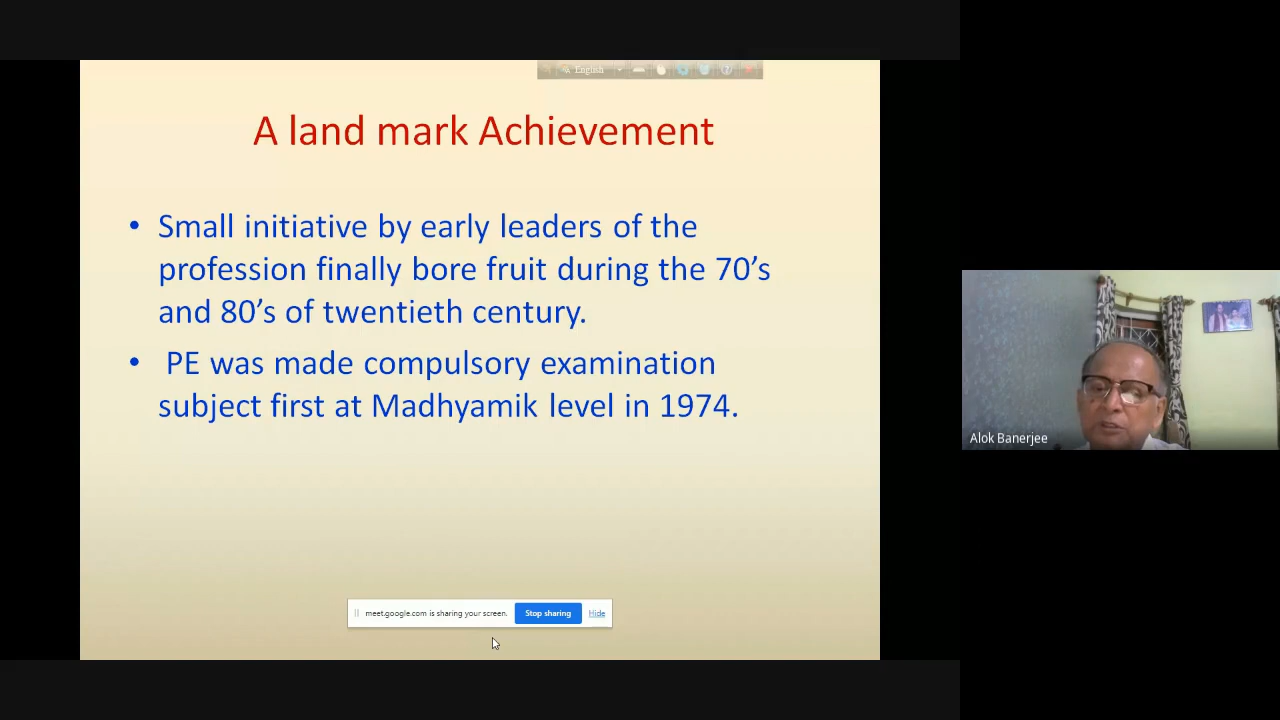 English
A land mark Achievement
• Small initiative by early leaders of the
profession finally bore fruit during the 70’s
and 80’s of twentieth century.
• PE was made compulsory examination
subject first at Madhyamik level in 1974.
meet.google.com is sharing your screen. Stop sharing Hide
Alok Banerjee